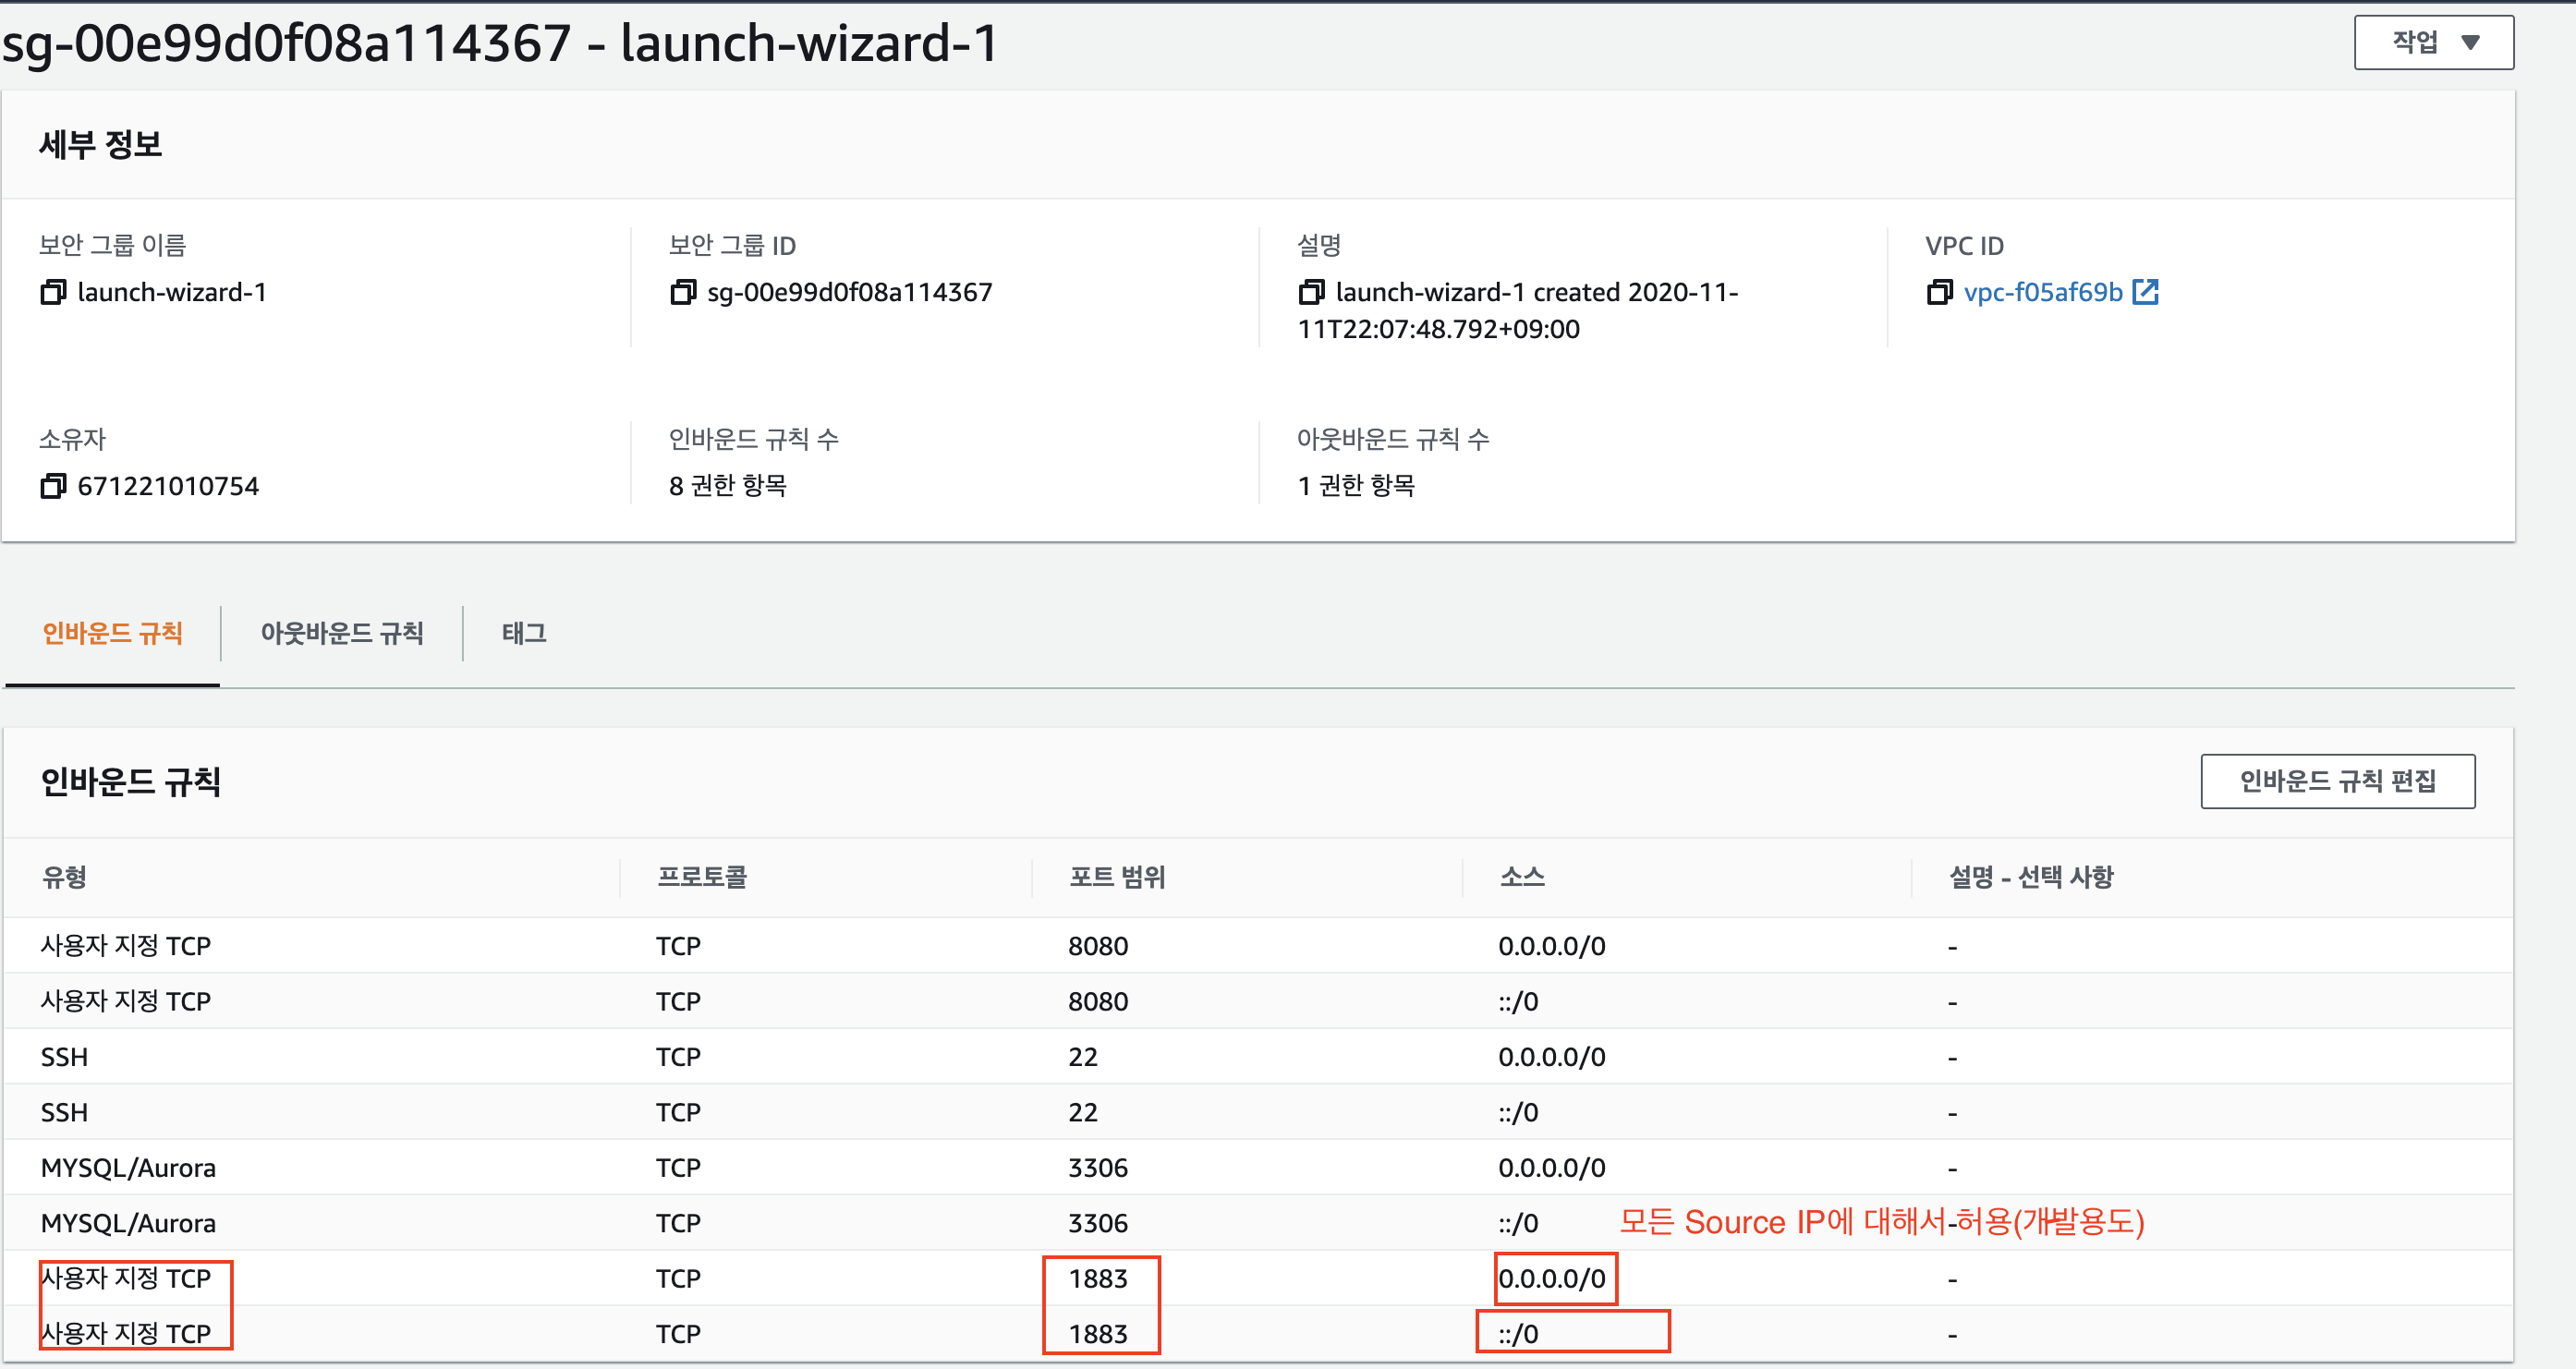 sg-00e99d0f08a114367 - launch-wizard-1
작업
세부 정보
보안 그룹 이름
launch-wizard-1
보안 그룹 ID
sg-00e99d0f08a114367
설명
launch-wizard-1 created 2020-11-
11T22:07:48.792+09:00
VPC ID
vpc-f05af69b
소유자
671221010754
인바운드 규칙 수
8 권한 항목
아웃바운드 규칙 수
1 권한 항목
인바운드 규칙 아웃바운드 규칙 태그
인바운드 규칙
인바운드 규칙 편집
유형 프로토콜 포트 범위 소스 설명 - 선택 사항
사용자 지정 TCP TCP 8080 0.0.0.0/0 -
사용자 지정 TCP TCP 8080 ::/0 -
SSH TCP 22 0.0.0.0/0 -
SSH TCP 22 ::/0 -
MYSQL/Aurora TCP 3306 0.0.0.0/0 -
MYSQL/Aurora TCP 3306 ::/0 -
모든 Source IP에 대해서 허용(개발용도)
사용자 지정 TCP TCP 1883 0.0.0.0/0 -
사용자 지정 TCP TCP 1883 ::/0 -